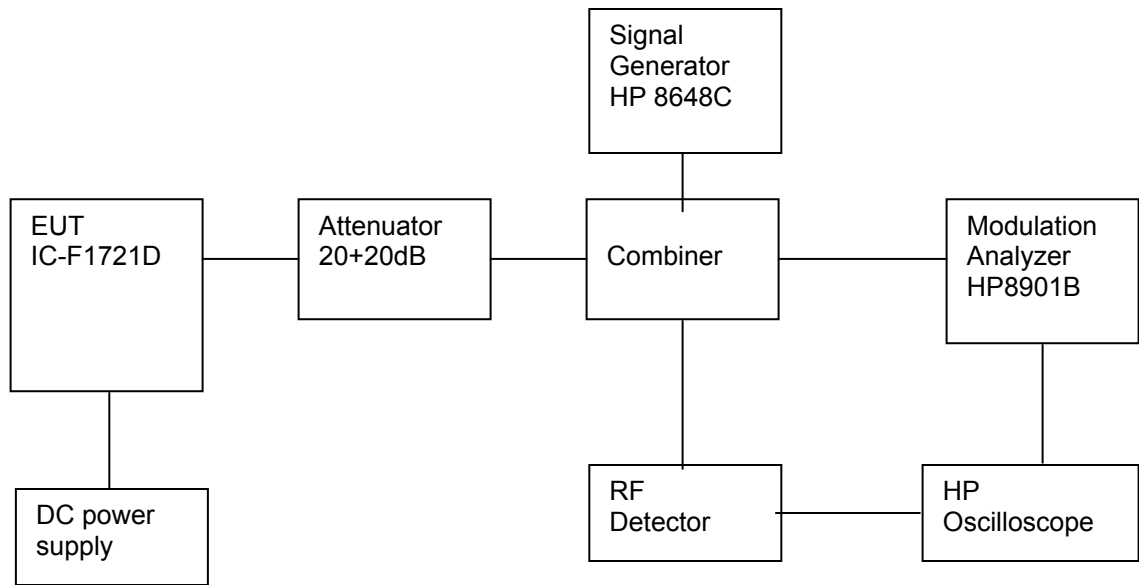 Signal
Generator
HP 8648C
EUT
IC-F1721D
Attenuator
20+20dB
Combiner
Modulation
Analyzer
HP8901B
DC power
supply
RF
Detector
HP
Oscilloscope